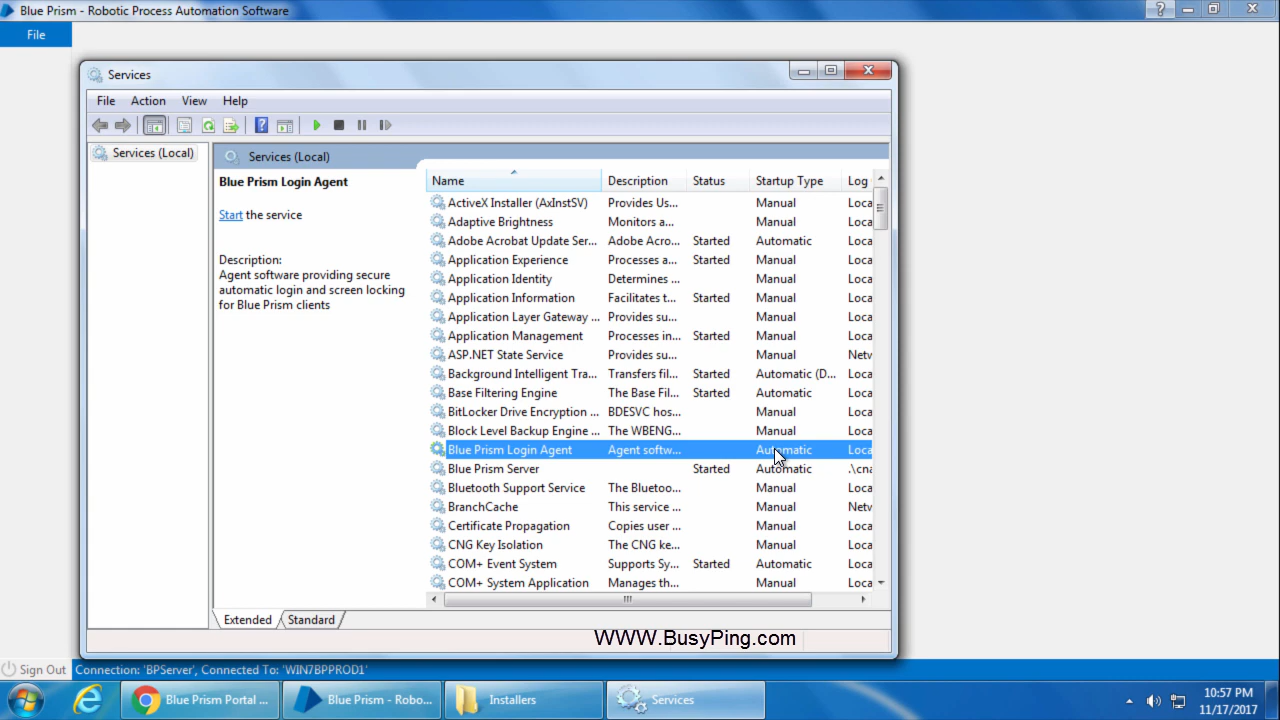 Blue Prism - Robotic Process Automation Software
File
Services
File Action View Help
Services (Local)
Services (Local)
Blue Prism Login Agent
Start the service
Description:
Agent software providing secure
automatic login and screen locking
for Blue Prism clients
Name Description Status Startup Type Log
ActiveX Installer (AxInstSV) Provides Us... Manual Loca
Adaptive Brightness Monitors a... Manual Loca
Adobe Acrobat Update Ser... Adobe Acro... Started Automatic Loca
Application Experience Processes a... Started Manual Loca
Application Identity Determines ... Manual Loca
Application Information Facilitates t... Started Manual Loca
Application Layer Gateway ... Provides su... Manual Loca
Application Management Processes in... Started Manual Loca
ASP.NET State Service Provides su... Manual Netv
Background Intelligent Tra... Transfers fil... Started Automatic (D... Loca
Base Filtering Engine The Base Fil... Started Automatic Loca
BitLocker Drive Encryption ... BDESVC hos... Manual Loca
Block Level Backup Engine ... The WBENG... Manual Loca
Blue Prism Login Agent Agent softw... Automatic Loca
Blue Prism Server Started Automatic .\cna
Bluetooth Support Service The Bluetoo... Manual Loca
BranchCache This service ... Manual Netv
Certificate Propagation Copies user ... Manual Loca
CNG Key Isolation The CNG ke... Manual Loca
COM+ Event System Supports Sy... Started Automatic Loca
COM+ System Application Manages th... Manual Loca
Extended Standard
WWW.BusyPing.com
Sign Out Connection: 'BPServer', Connected To: 'WIN7BPPROD1'
Blue Prism Portal ... Blue Prism - Robo... Installers Services
10:57 PM
11/17/2017